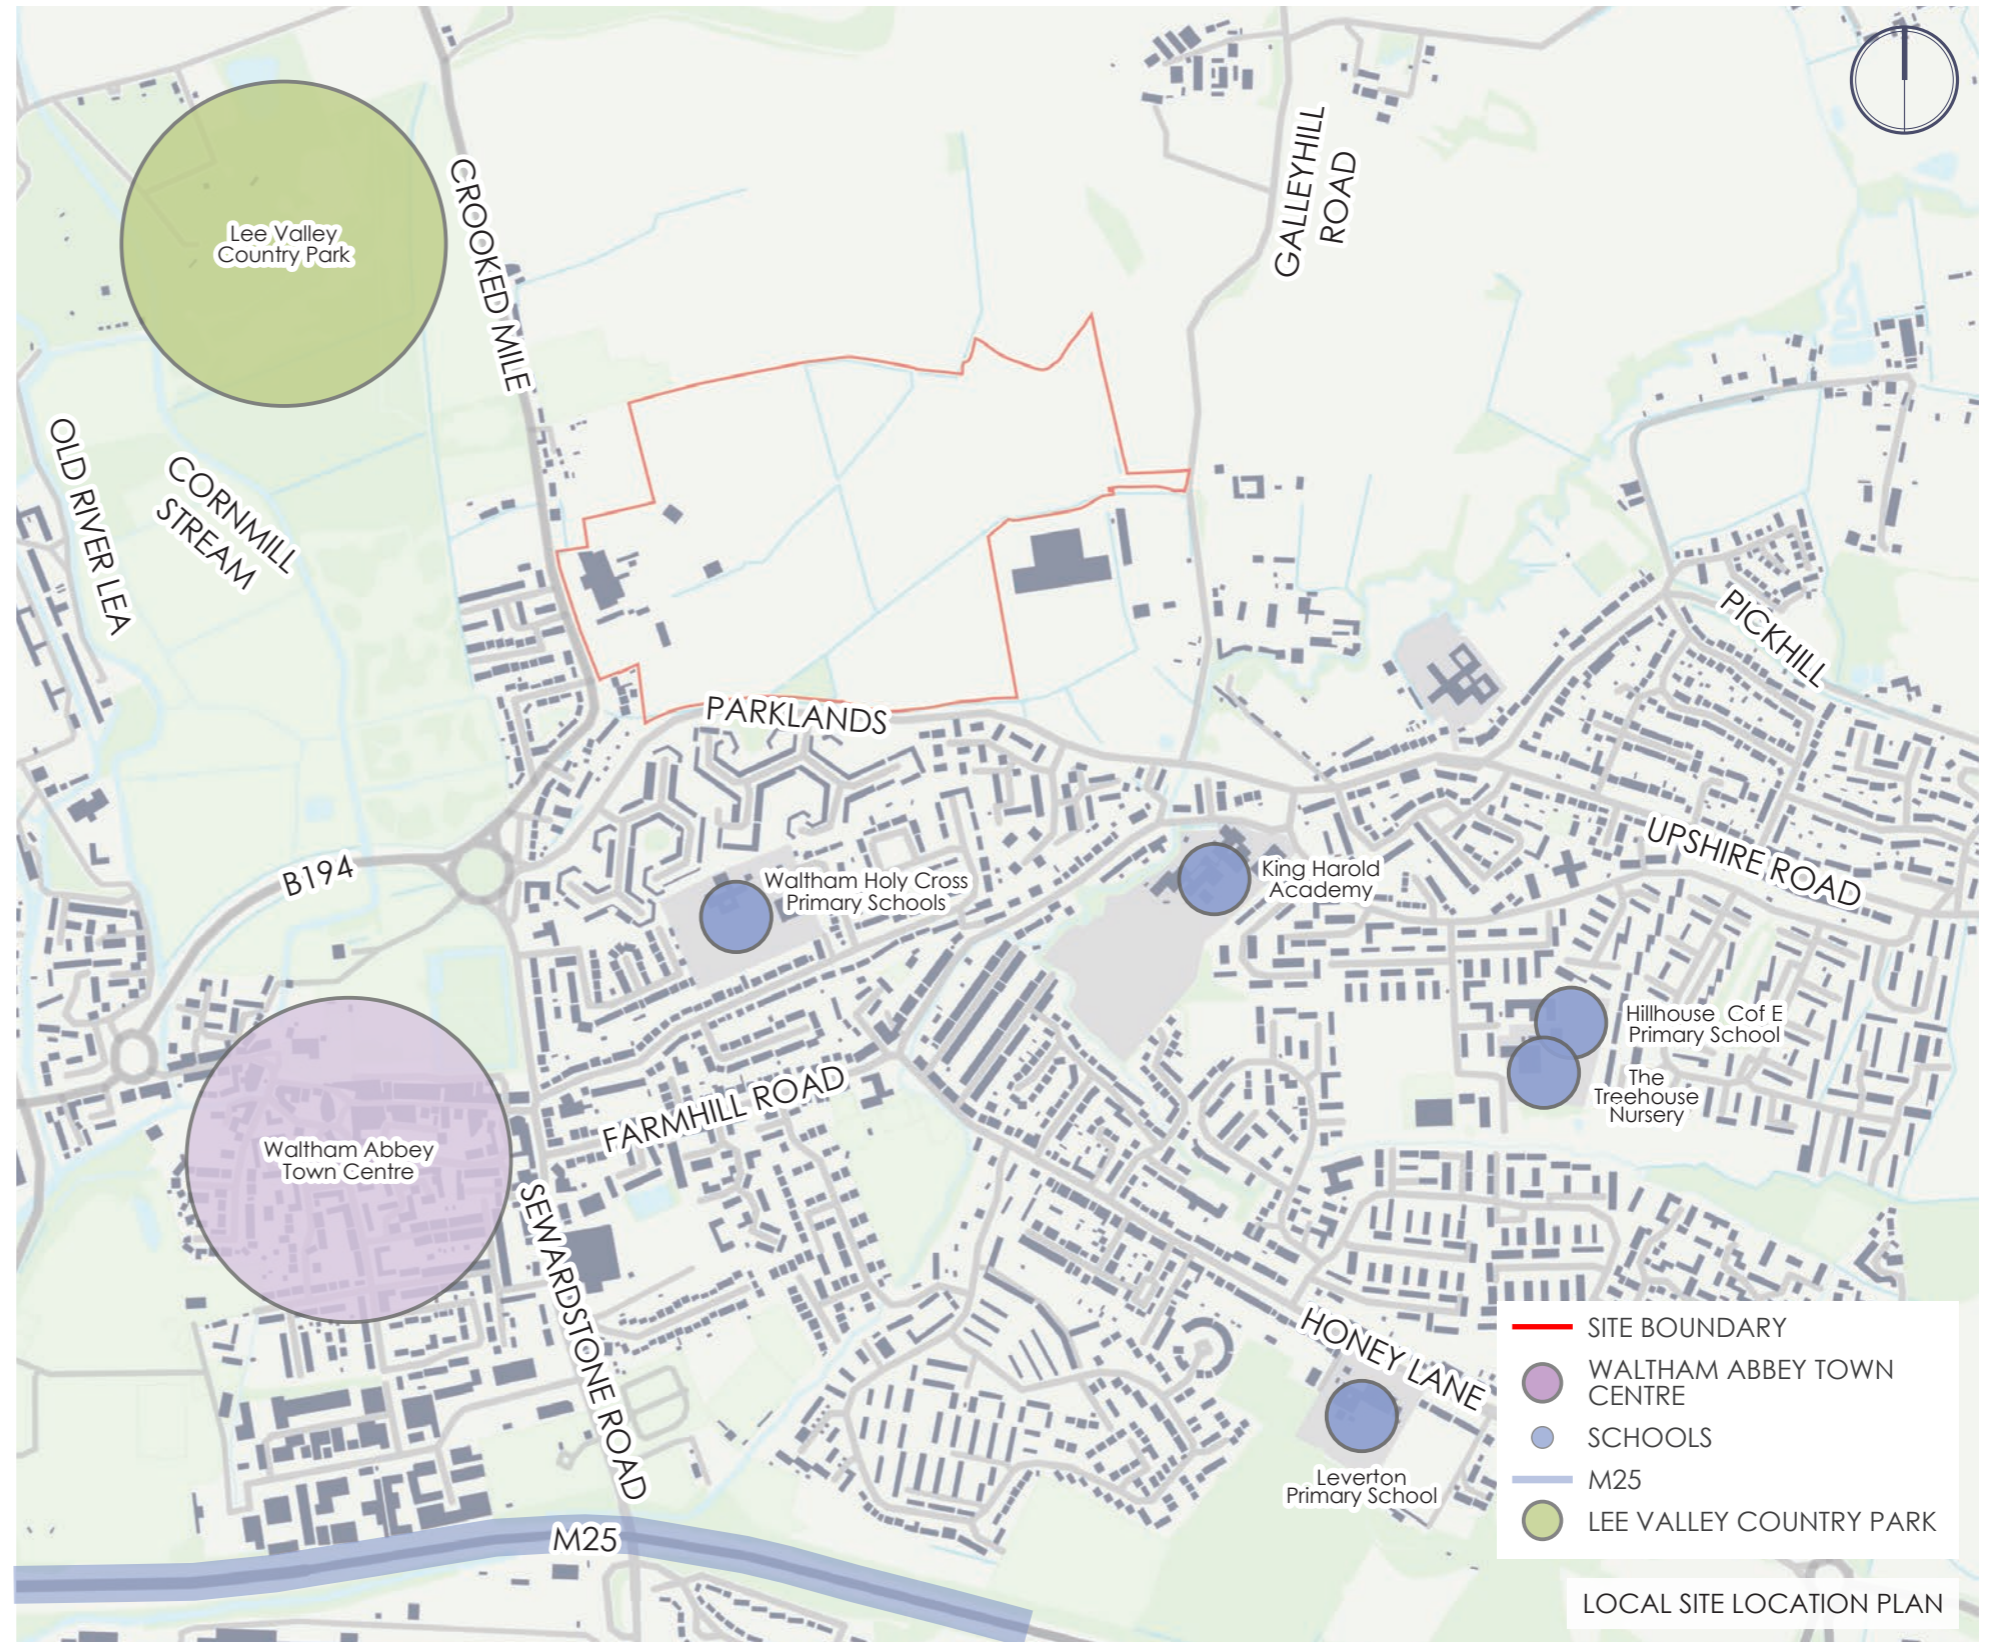 Lee Valley
Country Park
CROOKED MILE
GALLEYHILL
ROAD
OLD RIVER LEA
CORNMILL
STREAM
PARKLANDS
PICKHILL
UPSHIRE ROAD
B194
Waltham Holy Cross
Primary Schools
King Harold
Academy
Hillhouse Cof E
Primary School
The
Treehouse
Nursery
FARMHILL ROAD
Waltham Abbey
Town Centre
SEWARDSTONE ROAD
HONEY LANE
Leverton
Primary School
M25
SITE BOUNDARY
WALTHAM ABBEY TOWN
CENTRE
SCHOOLS
M25
LEE VALLEY COUNTRY PARK
LOCAL SITE LOCATION PLAN